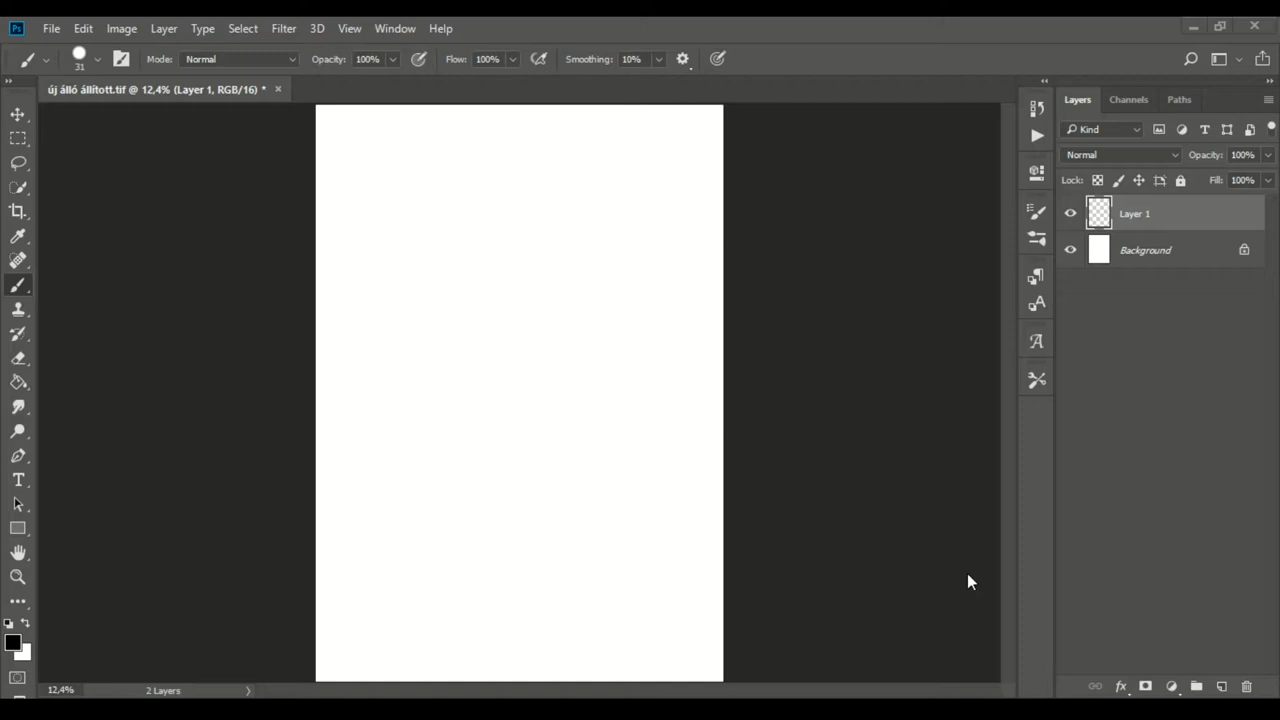 Ps File Edit Image Layer Type Select Filter 3D View Window Help
31 Mode: Normal Opacity: 100% Flow: 100% Smoothing: 10%
új álló állított.tif @ 12,4% (Layer 1, RGB/16) *
Layers Channels Paths
Kind
Normal Opacity: 100%
Lock: Fill: 100%
Layer 1
Background
fx
12,4% 2 Layers